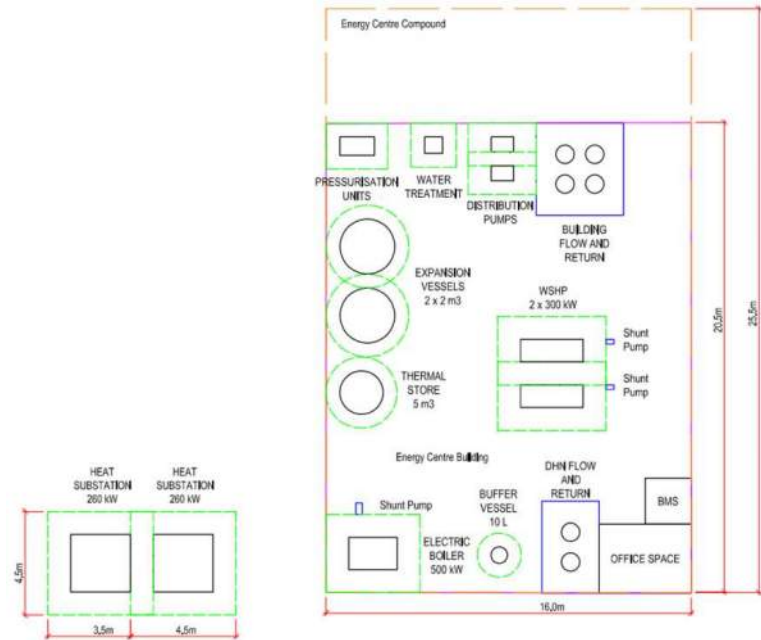 Energy Centre Compound
PRESSURISATION
UNITS
WATER
TREATMENT
DISTRIBUTION
PUMPS
BUILDING
FLOW AND
RETURN
EXPANSION
VESSELS
2 x 2 m3
WSHP
2 x 300 kW
Shunt
Pump
Shunt
Pump
20,5m
25,5m
THERMAL
STORE
5 m3
Energy Centre Building
HEAT
SUBSTATION
260 kW
HEAT
SUBSTATION
260 kW
4,5m
3,5m
4,5m
Shunt Pump
ELECTRIC
BOILER
500 kW
BUFFER
VESSEL
10 L
DHN FLOW
AND
RETURN
BMS
OFFICE SPACE
16,0m